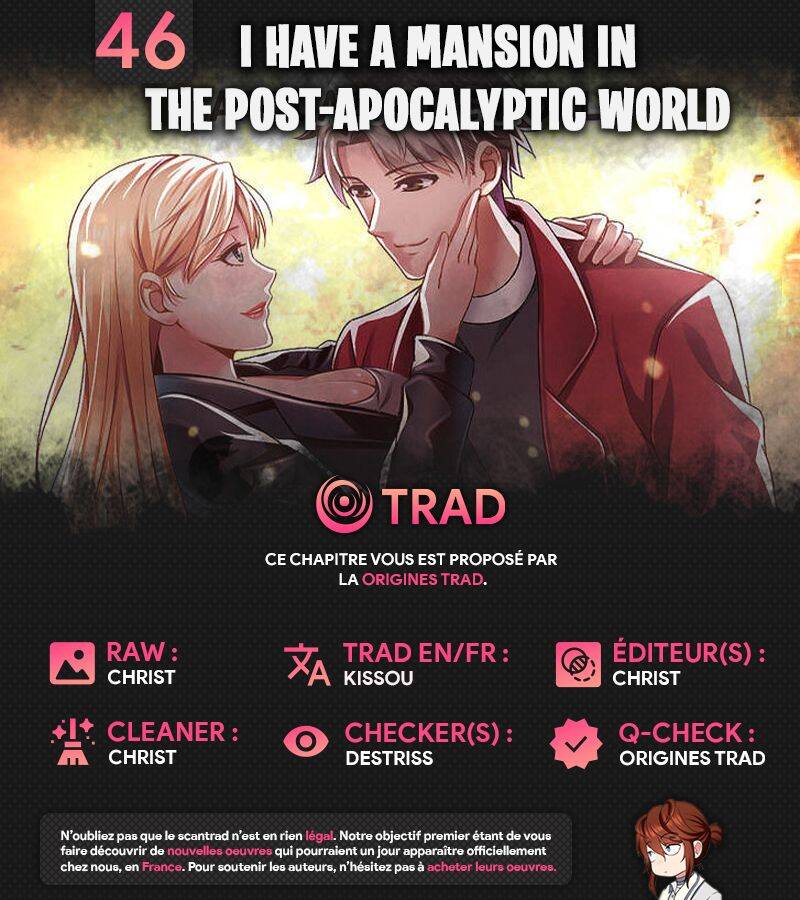 46 I HAVE A MANSION IN
THE POST-APOCALYPTIC WORLD
TRAD
CE CHAPITRE VOUS EST PROPOSÉ PAR
LA ORIGINES TRAD.
RAW :
CHRIST
TRAD EN/FR :
KISSOU
ÉDITEUR(S) :
CHRIST
CLEANER :
CHRIST
CHECKER(S) :
DESTRISS
Q-CHECK :
ORIGINES TRAD
N'oubliez pas que le scantrad n'est en rien légal. Notre objectif premier étant de vous
faire découvrir de nouvelles oeuvres qui pourraient un jour apparaître officiellement
chez nous, en France. Pour soutenir les auteurs, n'hésitez pas à acheter leurs oeuvres.